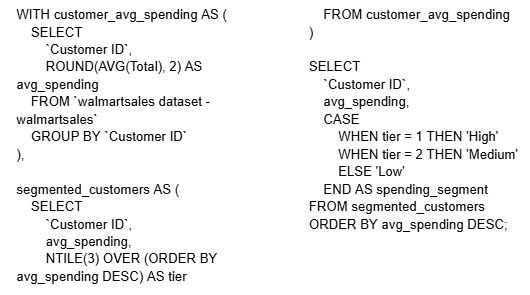 WITH customer_avg_spending AS (
SELECT
`Customer ID`,
ROUND(AVG(Total), 2) AS
avg_spending
FROM `walmartsales dataset -
walmartsales`
GROUP BY `Customer ID`
),
segmented_customers AS (
SELECT
`Customer ID`,
avg_spending,
NTILE(3) OVER (ORDER BY
avg_spending DESC) AS tier
FROM customer_avg_spending
)
SELECT
`Customer ID`,
avg_spending,
CASE
WHEN tier = 1 THEN 'High'
WHEN tier = 2 THEN 'Medium'
ELSE 'Low'
END AS spending_segment
FROM segmented_customers
ORDER BY avg_spending DESC;